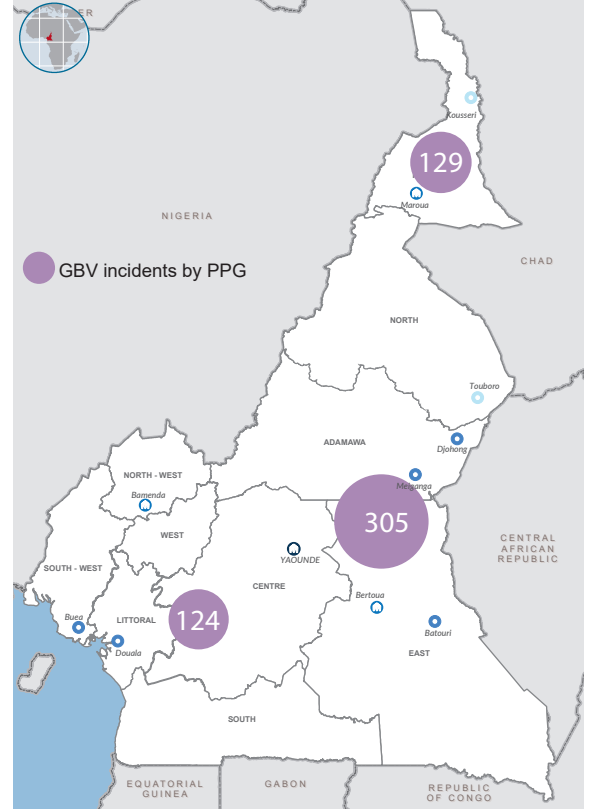 ER
Kousseri
129
Maroua
NIGERIA
CHAD
GBV incidents by PPG
NORTH
Touboro
ADAMAWA
Djohong
Meiganga
NORTH - WEST
Bamenda
305
WEST
CENTRAL
AFRICAN
REPUBLIC
YAOUNDE
SOUTH - WEST
CENTRE
Bertoua
LITTORAL
124
Buea
Batouri
Douala
EAST
SOUTH
EQUATORIAL
GUINEA
GABON
REPUBLIC
OF CONGO